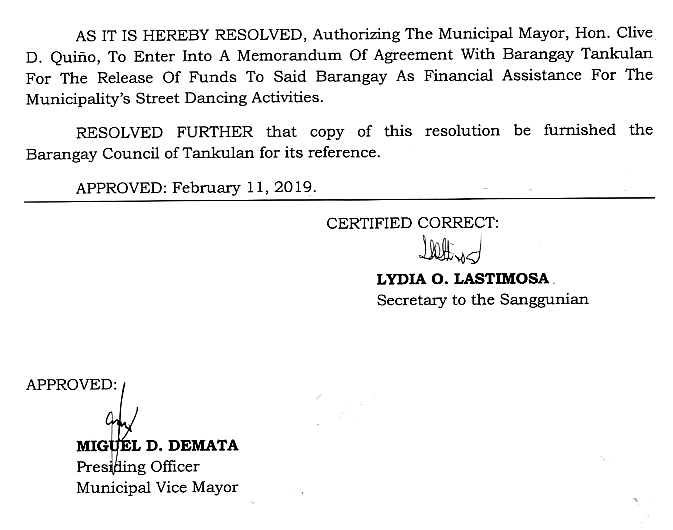 AS IT IS HEREBY RESOLVED, Authorizing The Municipal Mayor, Hon. Clive
D. Quiño, To Enter Into A Memorandum Of Agreement With Barangay Tankulan
For The Release Of Funds To Said Barangay As Financial Assistance For The
Municipality's Street Dancing Activities.
RESOLVED FURTHER that copy of this resolution be furnished the
Barangay Council of Tankulan for its reference.
APPROVED: February 11, 2019.
CERTIFIED CORRECT:
LYDIA O. LASTIMOSA
Secretary to the Sanggunian
APPROVED:
MIGUEL D. DEMATA
Presiding Officer
Municipal Vice Mayor